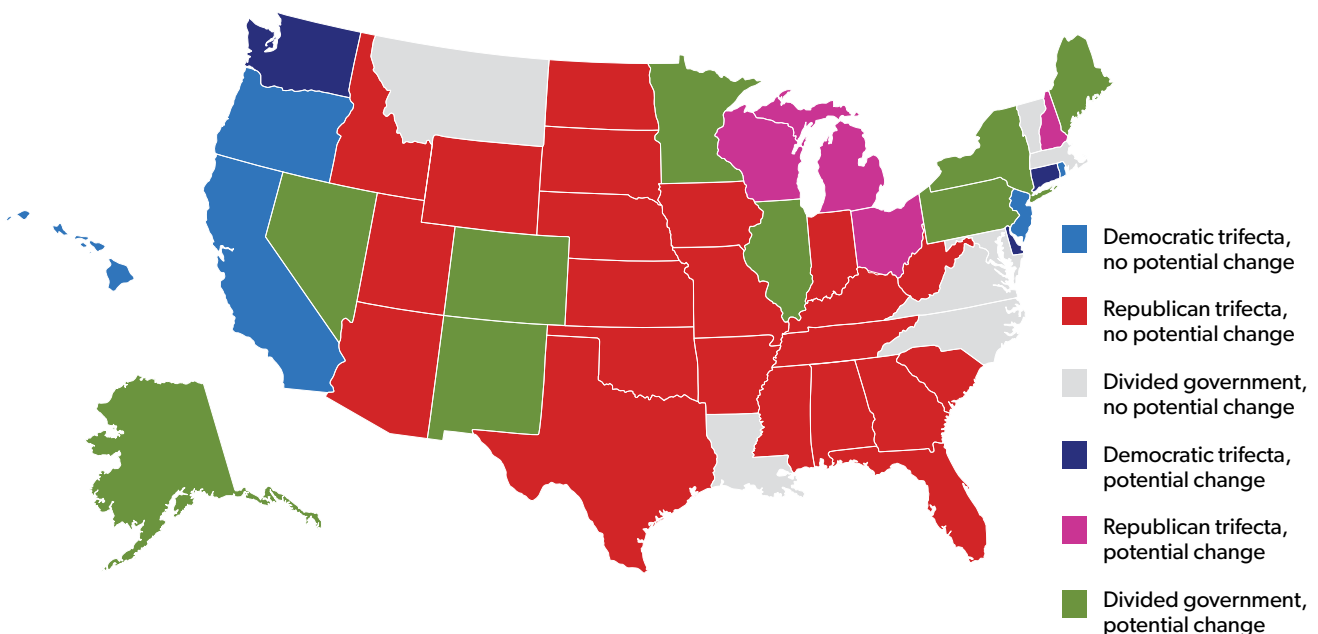 Democratic trifecta,
no potential change
Republican trifecta,
no potential change
Divided government,
no potential change
Democratic trifecta,
potential change
Republican trifecta,
potential change
Divided government,
potential change